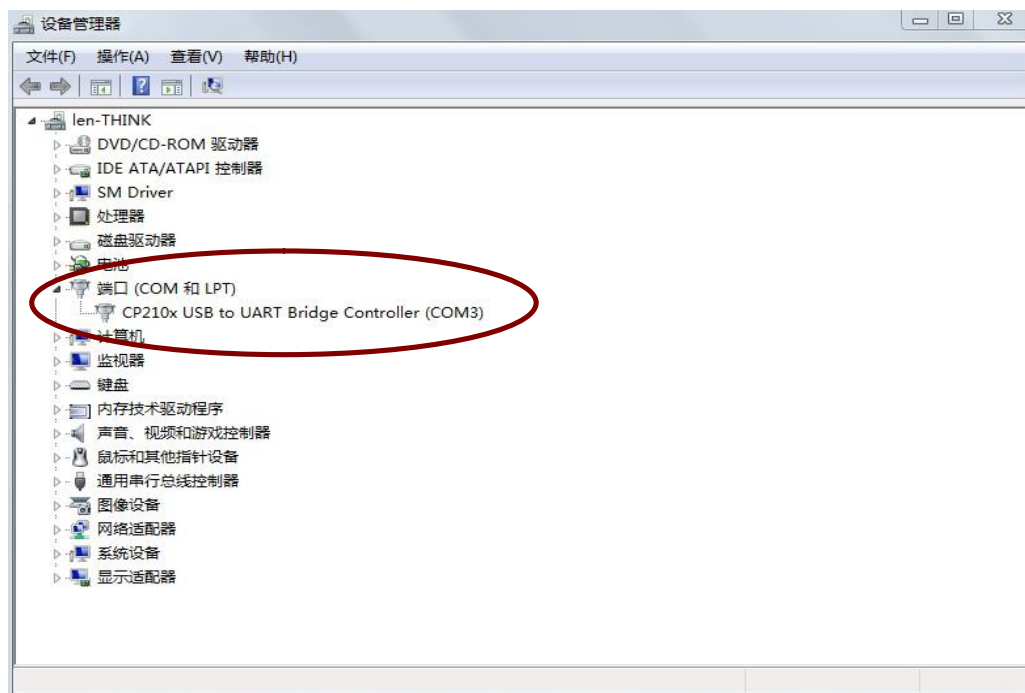 设备管理器
文件(F) 操作(A) 查看(V) 帮助(H)
len-THINK
DVD/CD-ROM 驱动器
IDE ATA/ATAPI 控制器
SM Driver
处理器
磁盘驱动器
电池
端口 (COM 和 LPT)
CP210x USB to UART Bridge Controller (COM3)
计算机
监视器
键盘
内存技术驱动程序
声音、视频和游戏控制器
鼠标和其他指针设备
通用串行总线控制器
图像设备
网络适配器
系统设备
显示适配器